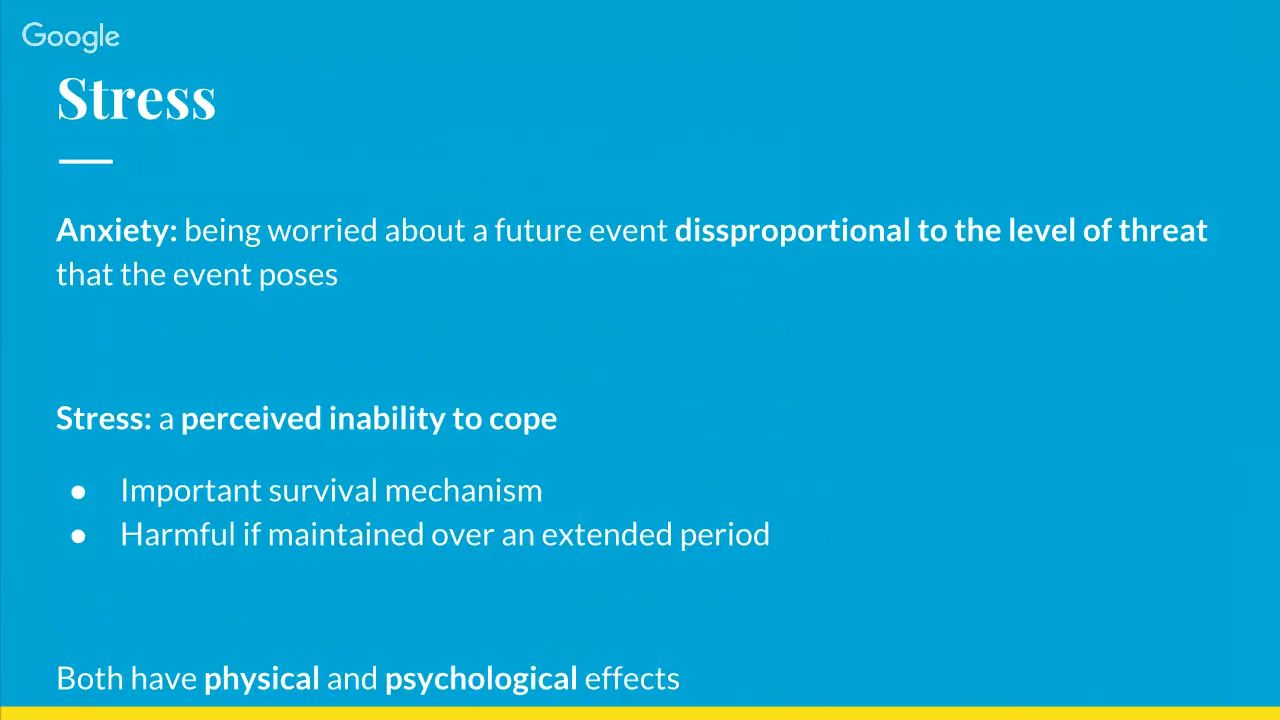 Google
Stress
Anxiety: being worried about a future event dissproportional to the level of threat
that the event poses
Stress: a perceived inability to cope
● Important survival mechanism
● Harmful if maintained over an extended period
Both have physical and psychological effects